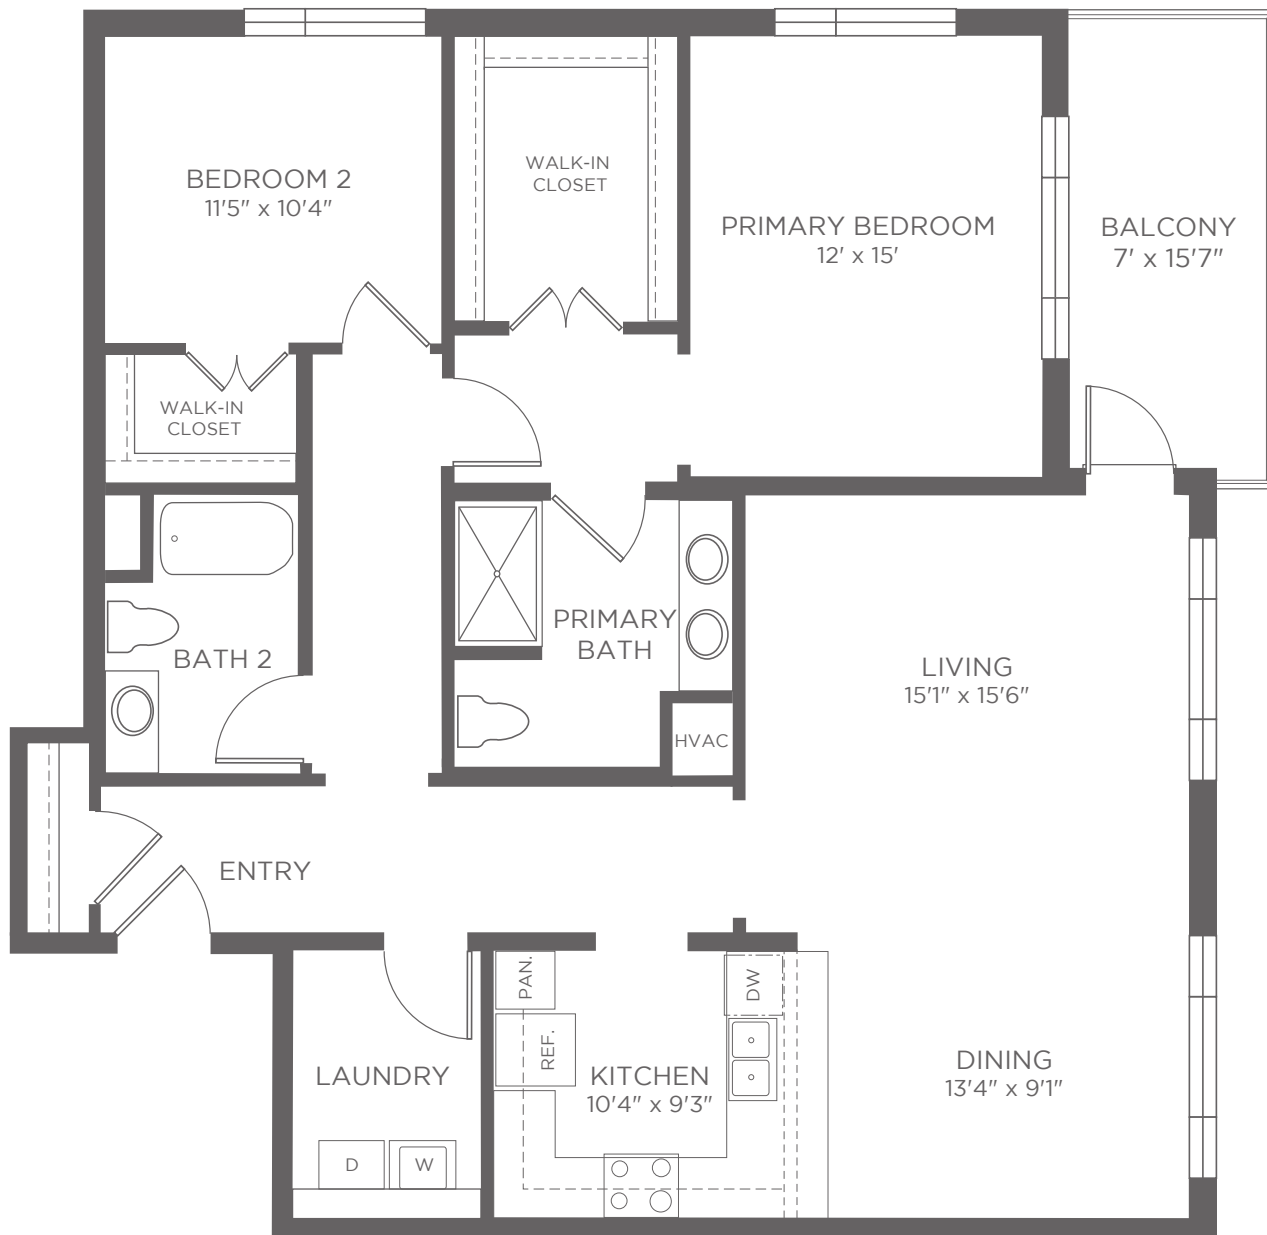 BEDROOM 2
11'5" x 10'4"
WALK-IN
CLOSET
PRIMARY BEDROOM
12' x 15'
BALCONY
7' x 15'7"
WALK-IN
CLOSET
PRIMARY
BATH
BATH 2
LIVING
15'1" x 15'6"
HVAC
ENTRY
PAN.
DW
REF.
LAUNDRY
KITCHEN
10'4" x 9'3"
DINING
13'4" x 9'1"
D
W